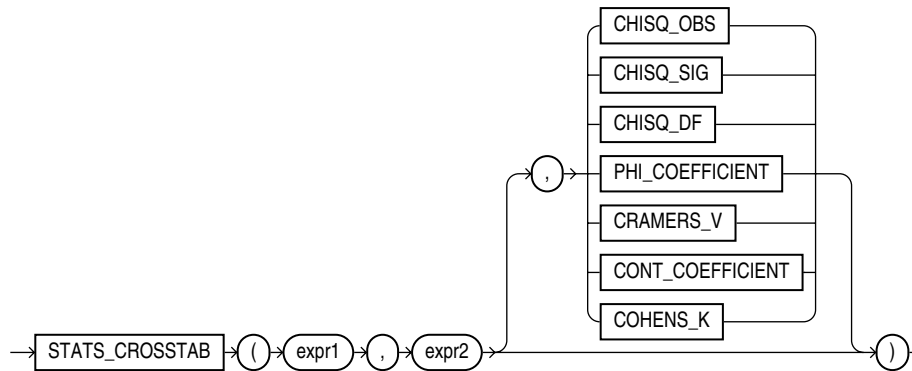 CHISQ_OBS
CHISQ_SIG
CHISQ_DF
, PHI_COEFFICIENT
CRAMERS_V
CONT_COEFFICIENT
COHENS_K
STATS_CROSSTAB ( expr1 , expr2 )